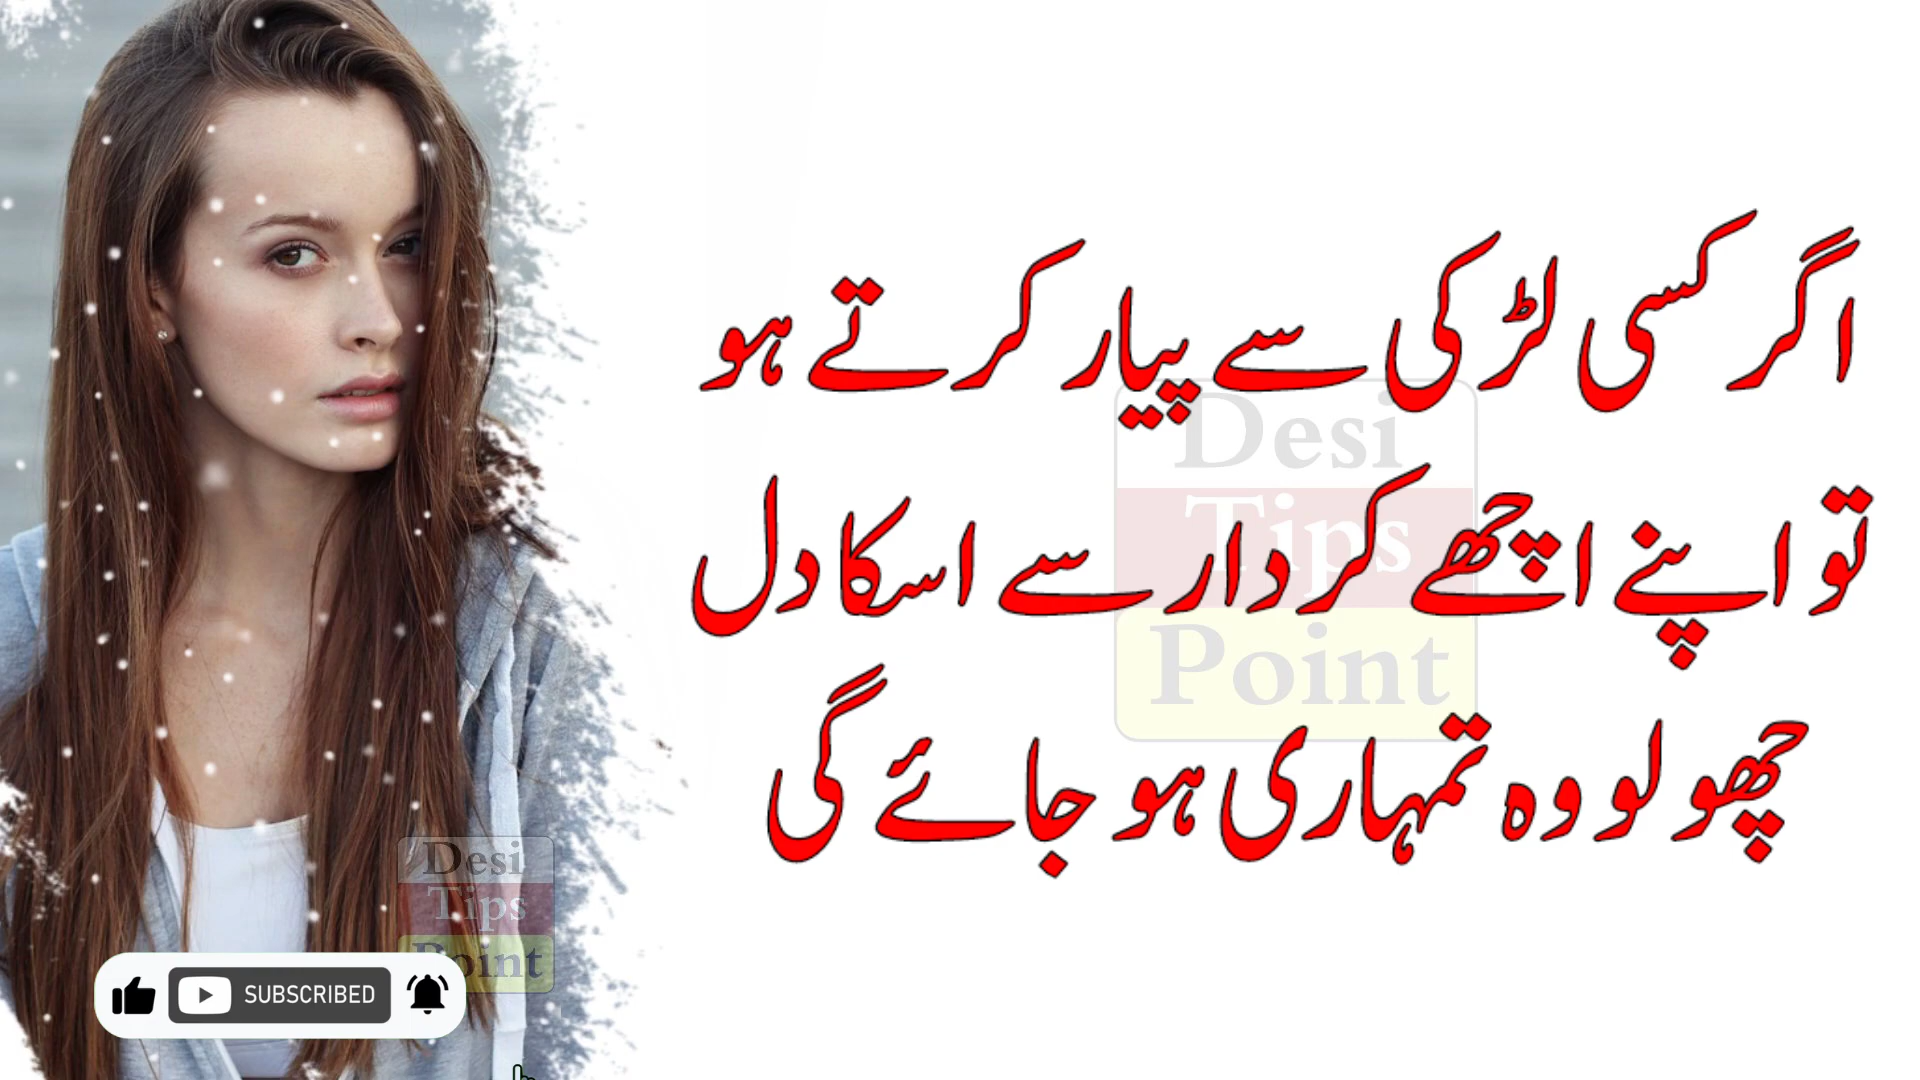 اگر کسی لڑکی سے پیار کرتے ہو
تو اپنے اچھے کردار سے اسکا دل
چھو لو وہ تمہاری ہو جائے گی
Desi
Tips
Point
Desi
Tips
Point
SUBSCRIBED